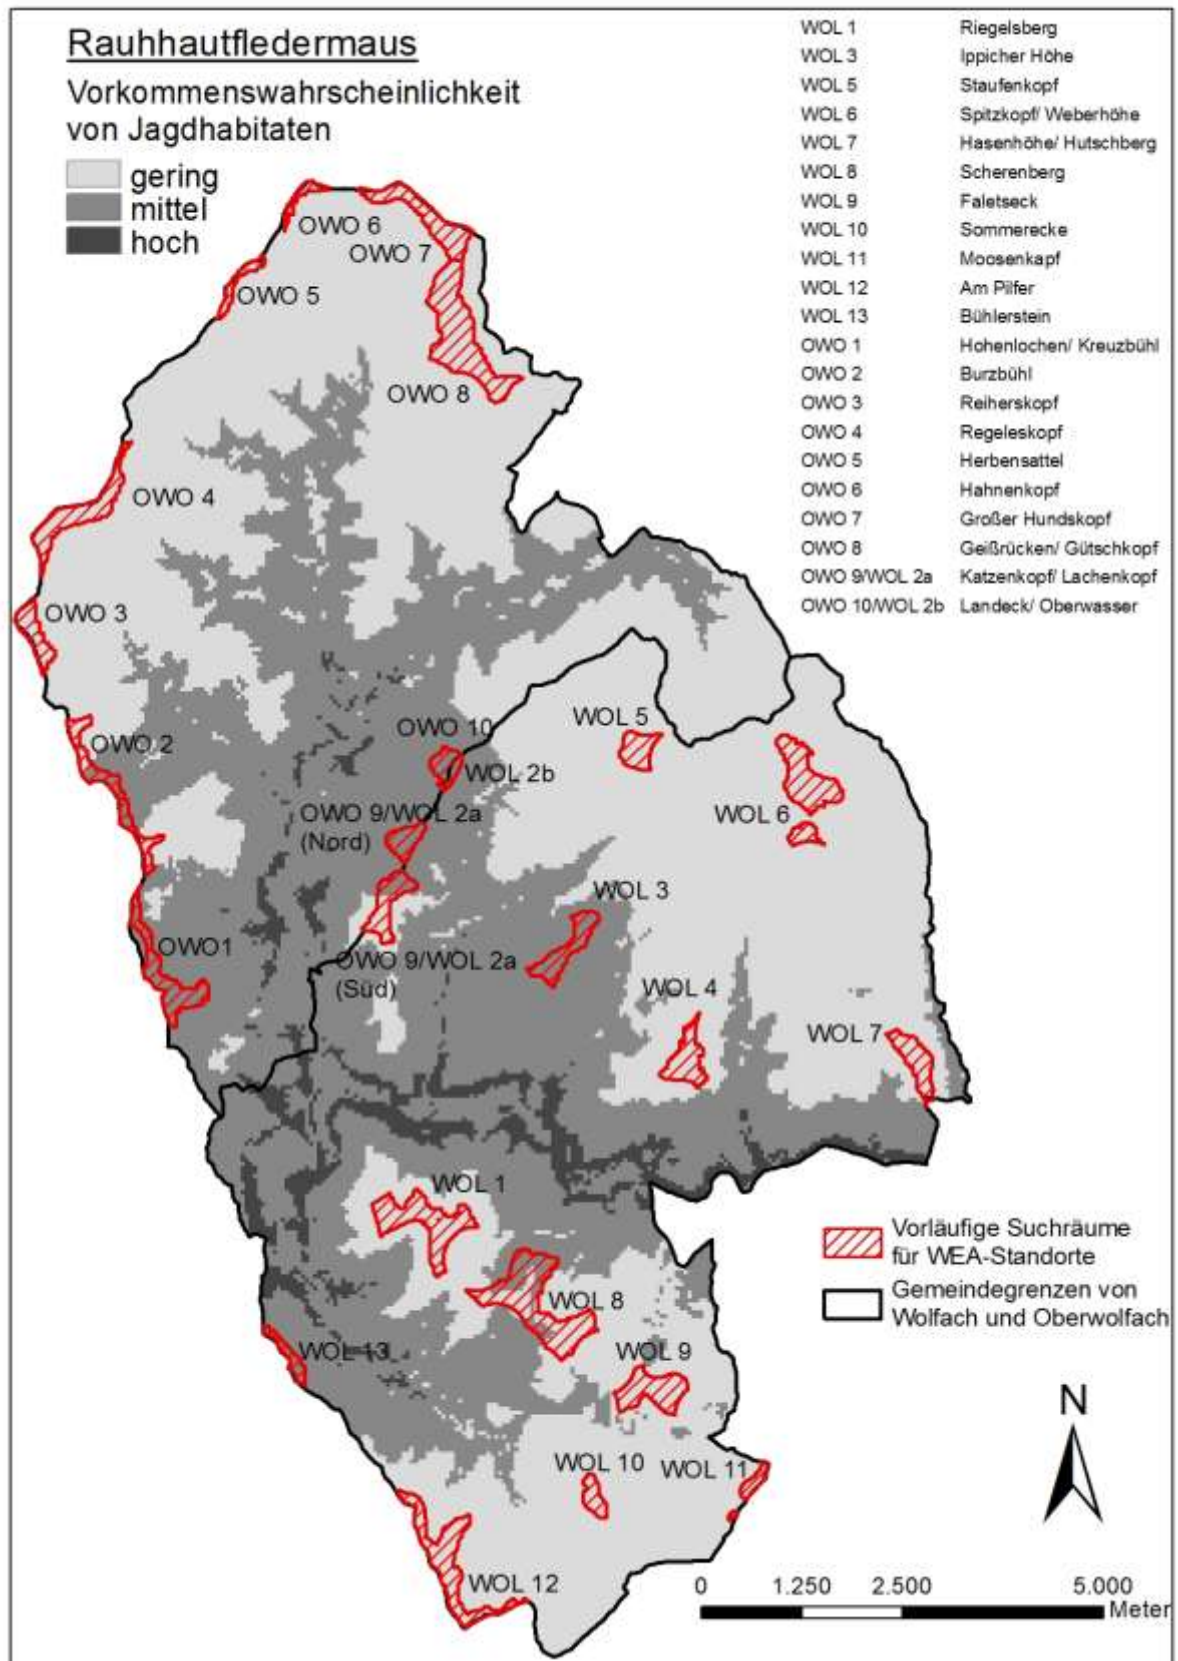 Rauhhautfledermaus
Vorkommenswahrscheinlichkeit
von Jagdhabitaten
gering
mittel
hoch
WOL 1 Riegelsberg
WOL 3 Ippicher Höhe
WOL 5 Staufenkopf
WOL 6 Spitzkopf/ Weberhöhe
WOL 7 Hasenhöhe/ Hutschberg
WOL 8 Scherenberg
WOL 9 Faletseck
WOL 10 Sommerecke
WOL 11 Moosenkapf
WOL 12 Am Pilfer
WOL 13 Bühlerstein
OWO 1 Hohenlochen/ Kreuzbühl
OWO 2 Burzbühl
OWO 3 Reiherskopf
OWO 4 Regeleskopf
OWO 5 Herbensattel
OWO 6 Hahnenkopf
OWO 7 Großer Hundskopf
OWO 8 Geißrücken/ Gütschkopf
OWO 9/WOL 2a Katzenkopf/ Lachenkopf
OWO 10/WOL 2b Landeck/ Oberwasser
OWO 6
OWO 7
OWO 5
OWO 8
OWO 4
OWO 3
OWO 2
OWO 10
WOL 5
WOL 2b
OWO 9/WOL 2a
(Nord)
WOL 6
WOL 3
OWO1
OWO 9/WOL 2a
(Süd)
WOL 4
WOL 7
WOL 1
WOL 8
WOL 13
WOL 9
WOL 10
WOL 11
WOL 12
Vorläufige Suchräume
für WEA-Standorte
Gemeindegrenzen von
Wolfach und Oberwolfach
N
0 1.250 2.500 5.000
Meter